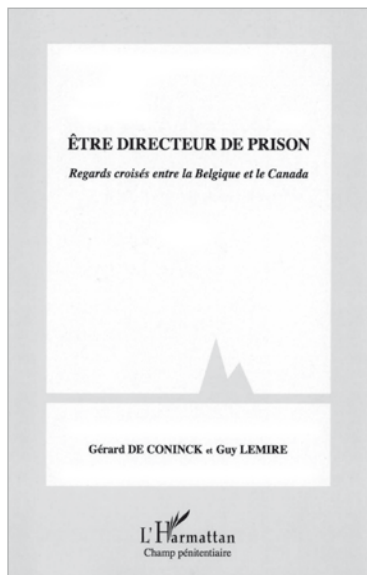 ÊTRE DIRECTEUR DE PRISON
Regards croisés entre la Belgique et le Canada
Gérard DE CONINCK et Guy LEMIRE
L'Harmattan
Champ pénitentiaire